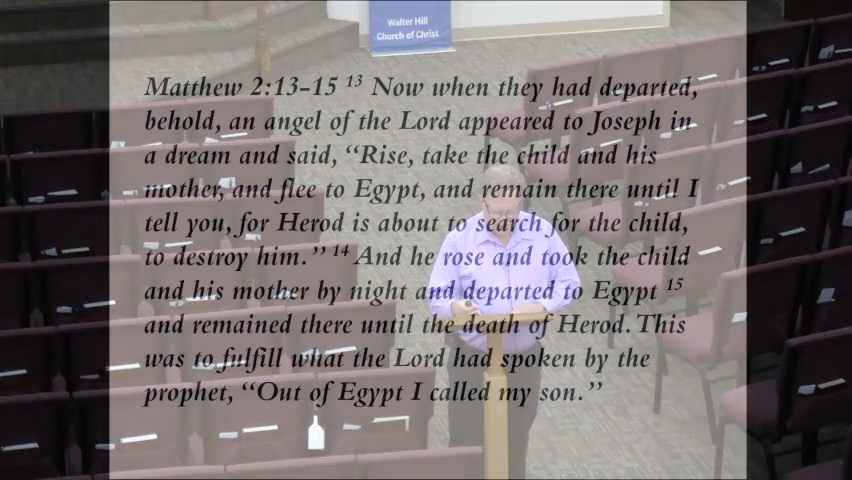 Walter Hill
Church of Christ
Matthew 2:13-15 ¹³ Now when they had departed,
behold, an angel of the Lord appeared to Joseph in
a dream and said, “Rise, take the child and his
mother, and flee to Egypt, and remain there until I
tell you, for Herod is about to search for the child,
to destroy him.” ¹⁴ And he rose and took the child
and his mother by night and departed to Egypt ¹⁵
and remained there until the death of Herod. This
was to fulfill what the Lord had spoken by the
prophet, “Out of Egypt I called my son.”